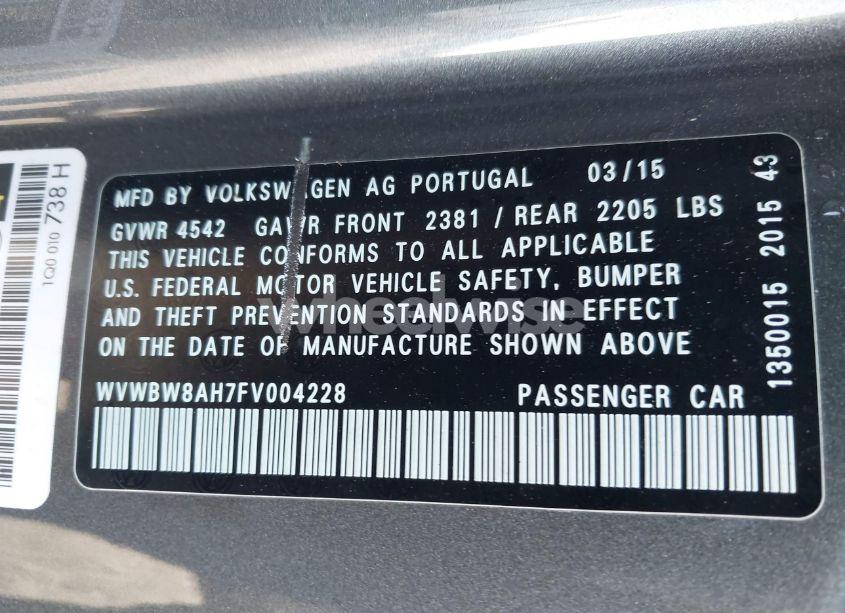 MFD BY VOLKSWAGEN AG PORTUGAL 03/15
GVWR 4542 GAWR FRONT 2381 / REAR 2205 LBS
THIS VEHICLE CONFORMS TO ALL APPLICABLE
U.S. FEDERAL MOTOR VEHICLE SAFETY, BUMPER
AND THEFT PREVENTION STANDARDS IN EFFECT
ON THE DATE OF MANUFACTURE SHOWN ABOVE
WVWBW8AH7FV004228 PASSENGER CAR
1350015 2015 43
1Q0 010 738 H
wheelwise